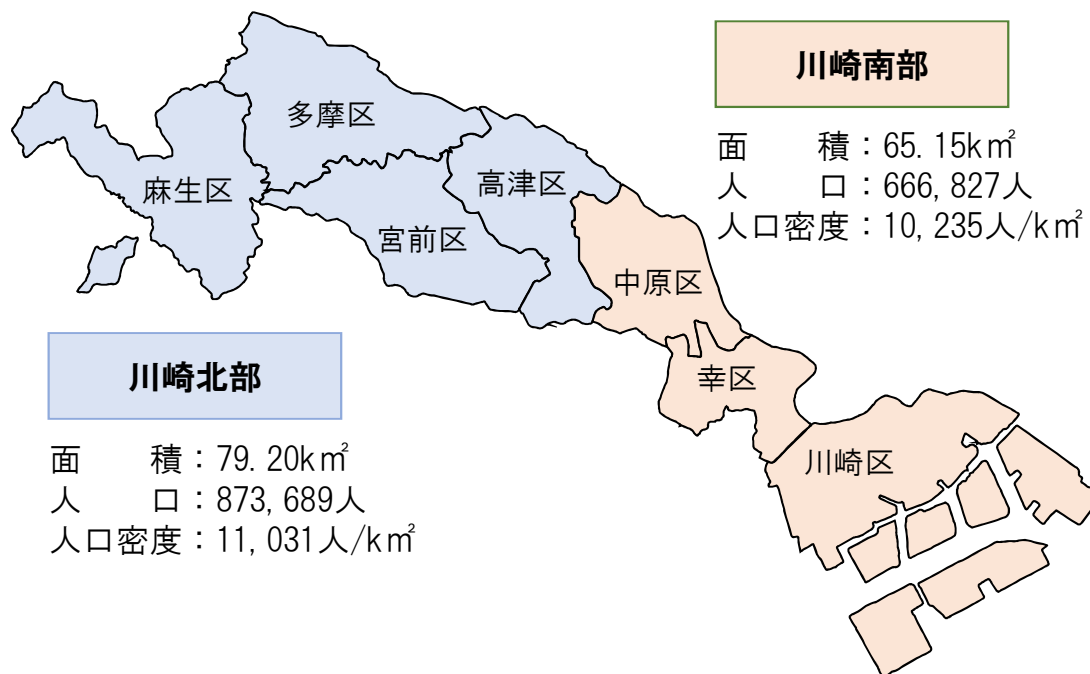 川崎南部
面　　積：65.15k㎡
人　　口：666,827人
人口密度：10,235人/k㎡
多摩区
麻生区
高津区
宮前区
中原区
幸区
川崎区
川崎北部
面　　積：79.20k㎡
人　　口：873,689人
人口密度：11,031人/k㎡